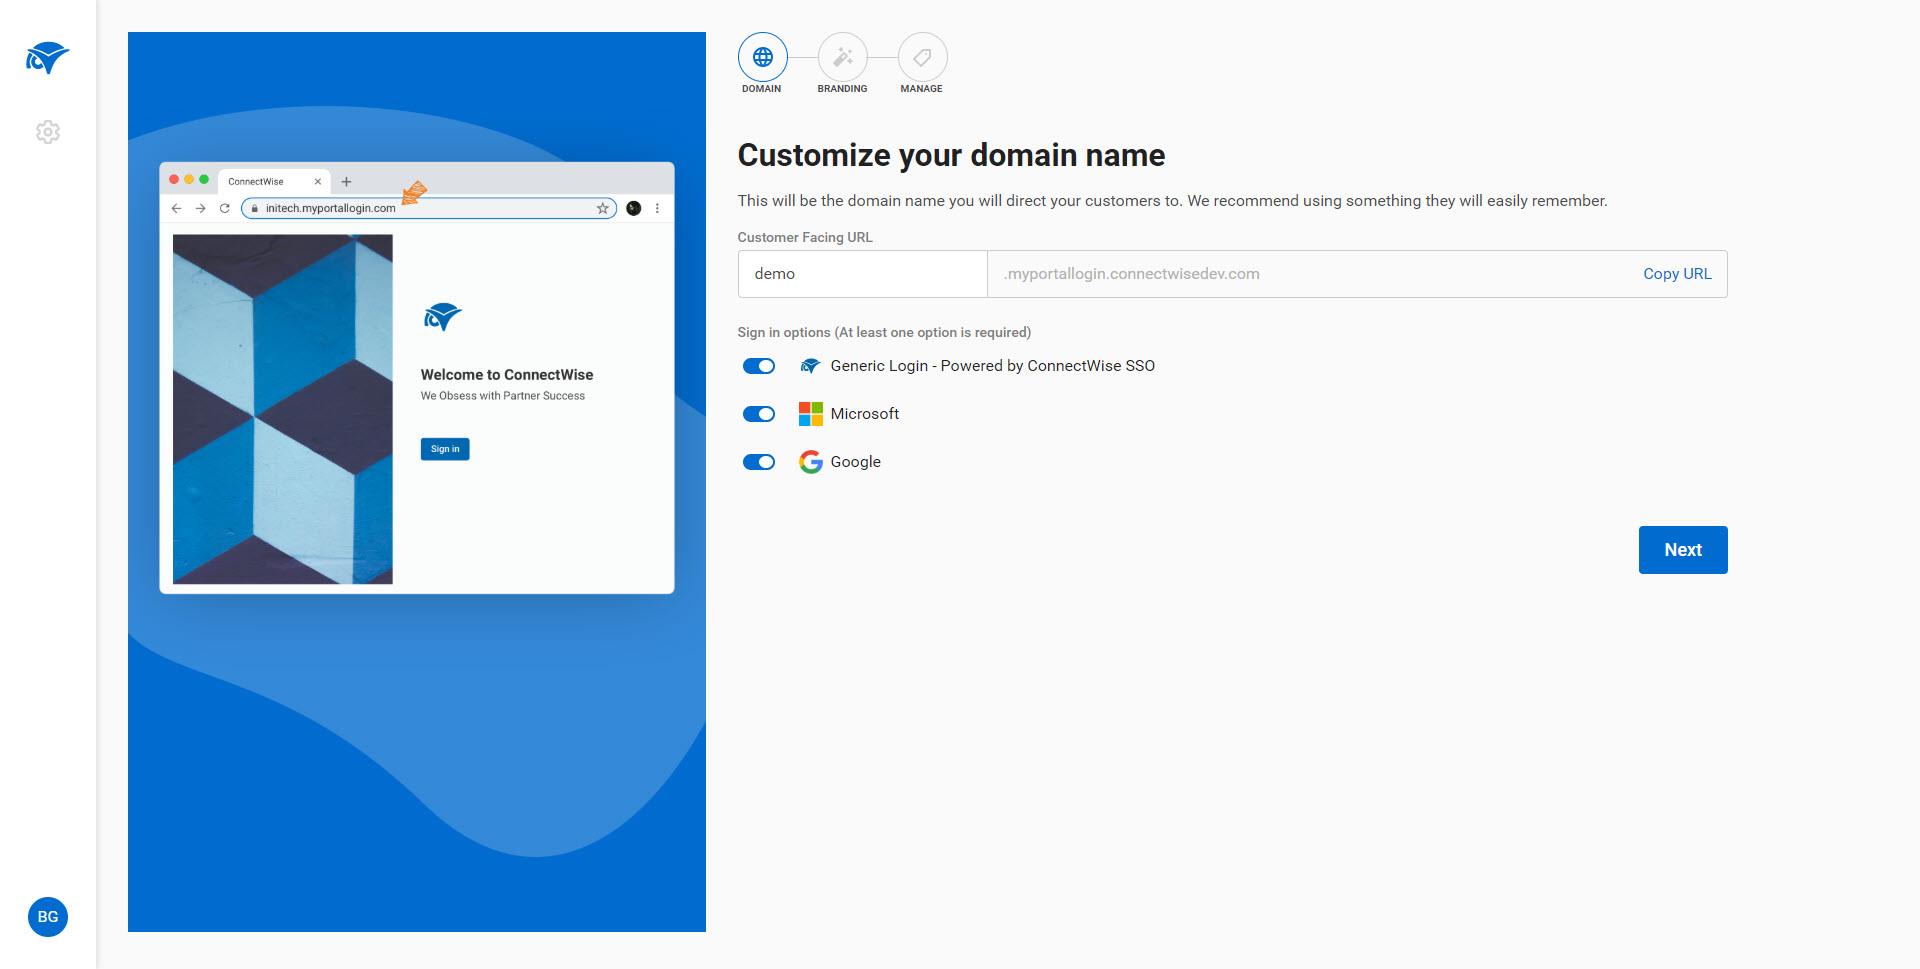 DOMAIN
BRANDING
MANAGE
Customize your domain name
This will be the domain name you will direct your customers to. We recommend using something they will easily remember.
Customer Facing URL
demo
.myportallogin.connectwisedev.com
Copy URL
Sign in options (At least one option is required)
Generic Login - Powered by ConnectWise SSO
Microsoft
Google
Next
ConnectWise
initech.myportallogin.com
Welcome to ConnectWise
We Obsess with Partner Success
Sign in
BG